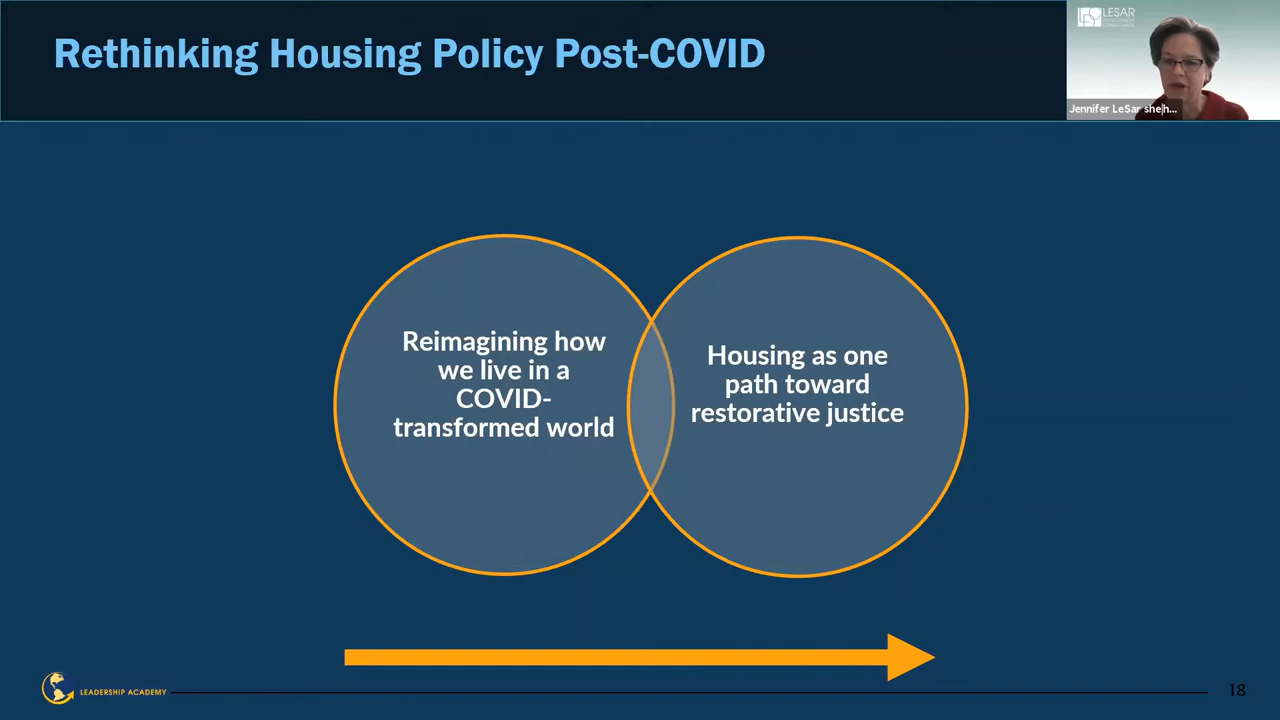 Rethinking Housing Policy Post-COVID
LESAR
Jennifer LeSar she|h...
Reimagining how
we live in a
COVID-
transformed world
Housing as one
path toward
restorative justice
LEADERSHIP ACADEMY
18